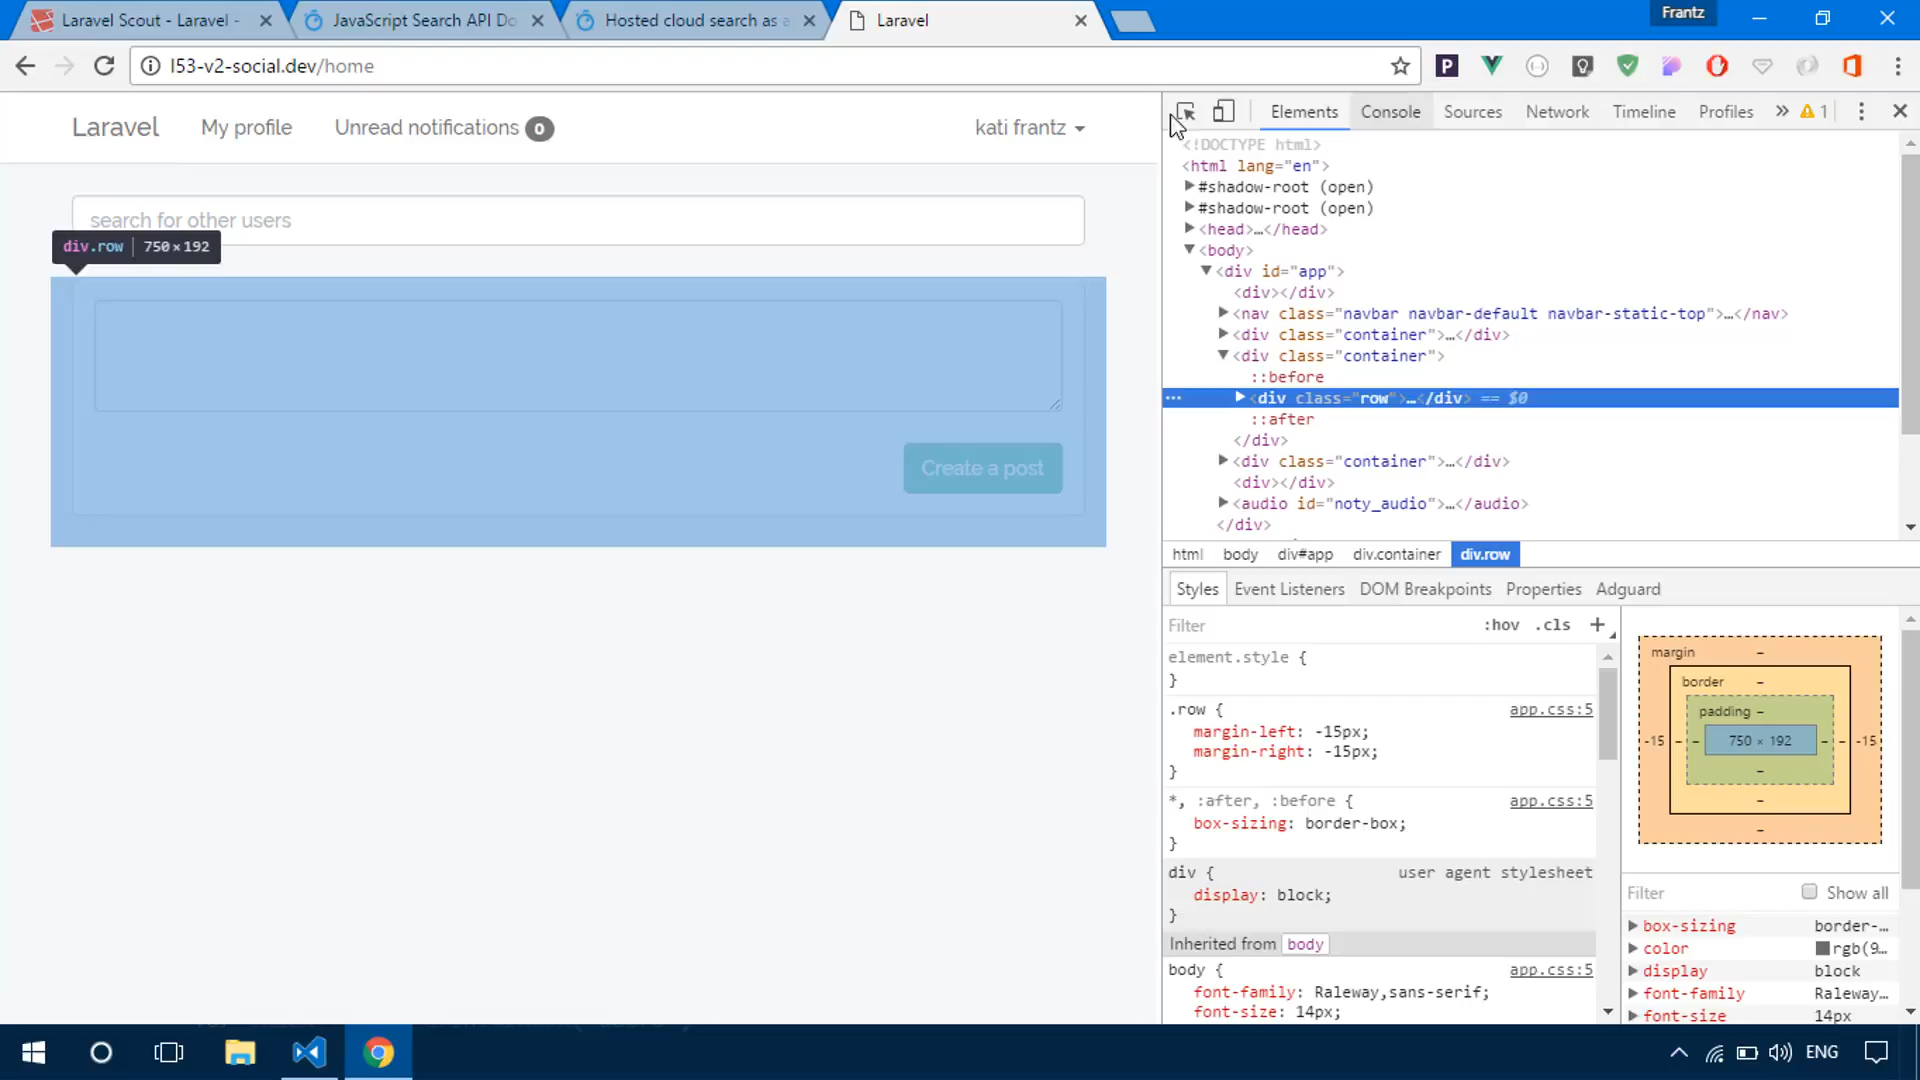 Laravel Scout - Laravel -
JavaScript Search API Do
Hosted cloud search as a
Laravel
Frantz
l53-v2-social.dev/home
Laravel
My profile
Unread notifications 0
kati frantz
search for other users
div.row 750 × 192
Create a post
Elements
Console
Sources
Network
Timeline
Profiles
1
<!DOCTYPE html>
<html lang="en">
#shadow-root (open)
#shadow-root (open)
<head>…</head>
<body>
<div id="app">
<div></div>
<nav class="navbar navbar-default navbar-static-top">…</nav>
<div class="container">…</div>
<div class="container">
::before
<div class="row">…</div> == $0
::after
</div>
<div class="container">…</div>
<div></div>
<audio id="noty_audio">…</audio>
</div>
html body div#app div.container div.row
Styles Event Listeners DOM Breakpoints Properties Adguard
Filter
:hov .cls +
element.style {
}
.row { app.css:5
margin-left: -15px;
margin-right: -15px;
}
*, :after, :before { app.css:5
box-sizing: border-box;
}
div { user agent stylesheet
display: block;
}
Inherited from body
body { app.css:5
font-family: Raleway,sans-serif;
font-size: 14px;
margin –
border –
padding –
-15 – – 750 × 192 – – -15
–
–
–
Filter Show all
box-sizing border-…
color rgb(9…
display block
font-family Raleway…
font-size 14px
ENG